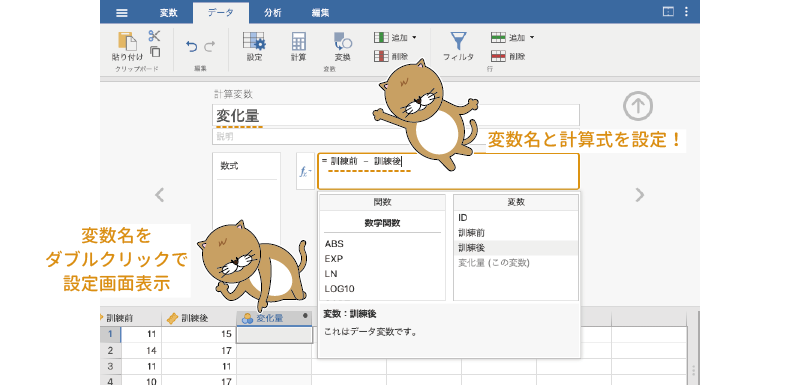 変数 データ 分析 編集
貼り付け 設定 計算 変換 追加 削除 フィルタ 追加 削除
クリップボード 編集 変数 行
計算変数
変化量
説明
変数名と計算式を設定！
数式
fx
= 訓練前 − 訓練後
関数 変数
数学関数
ABS
EXP
LN
LOG10
ID
訓練前
訓練後
変化量 (この変数)
変数名を
ダブルクリックで
設定画面表示
変数：訓練後
これはデータ変数です。
訓練前 訓練後 変化量
1 11 15
2 14 17
3 11 11
4 10 17